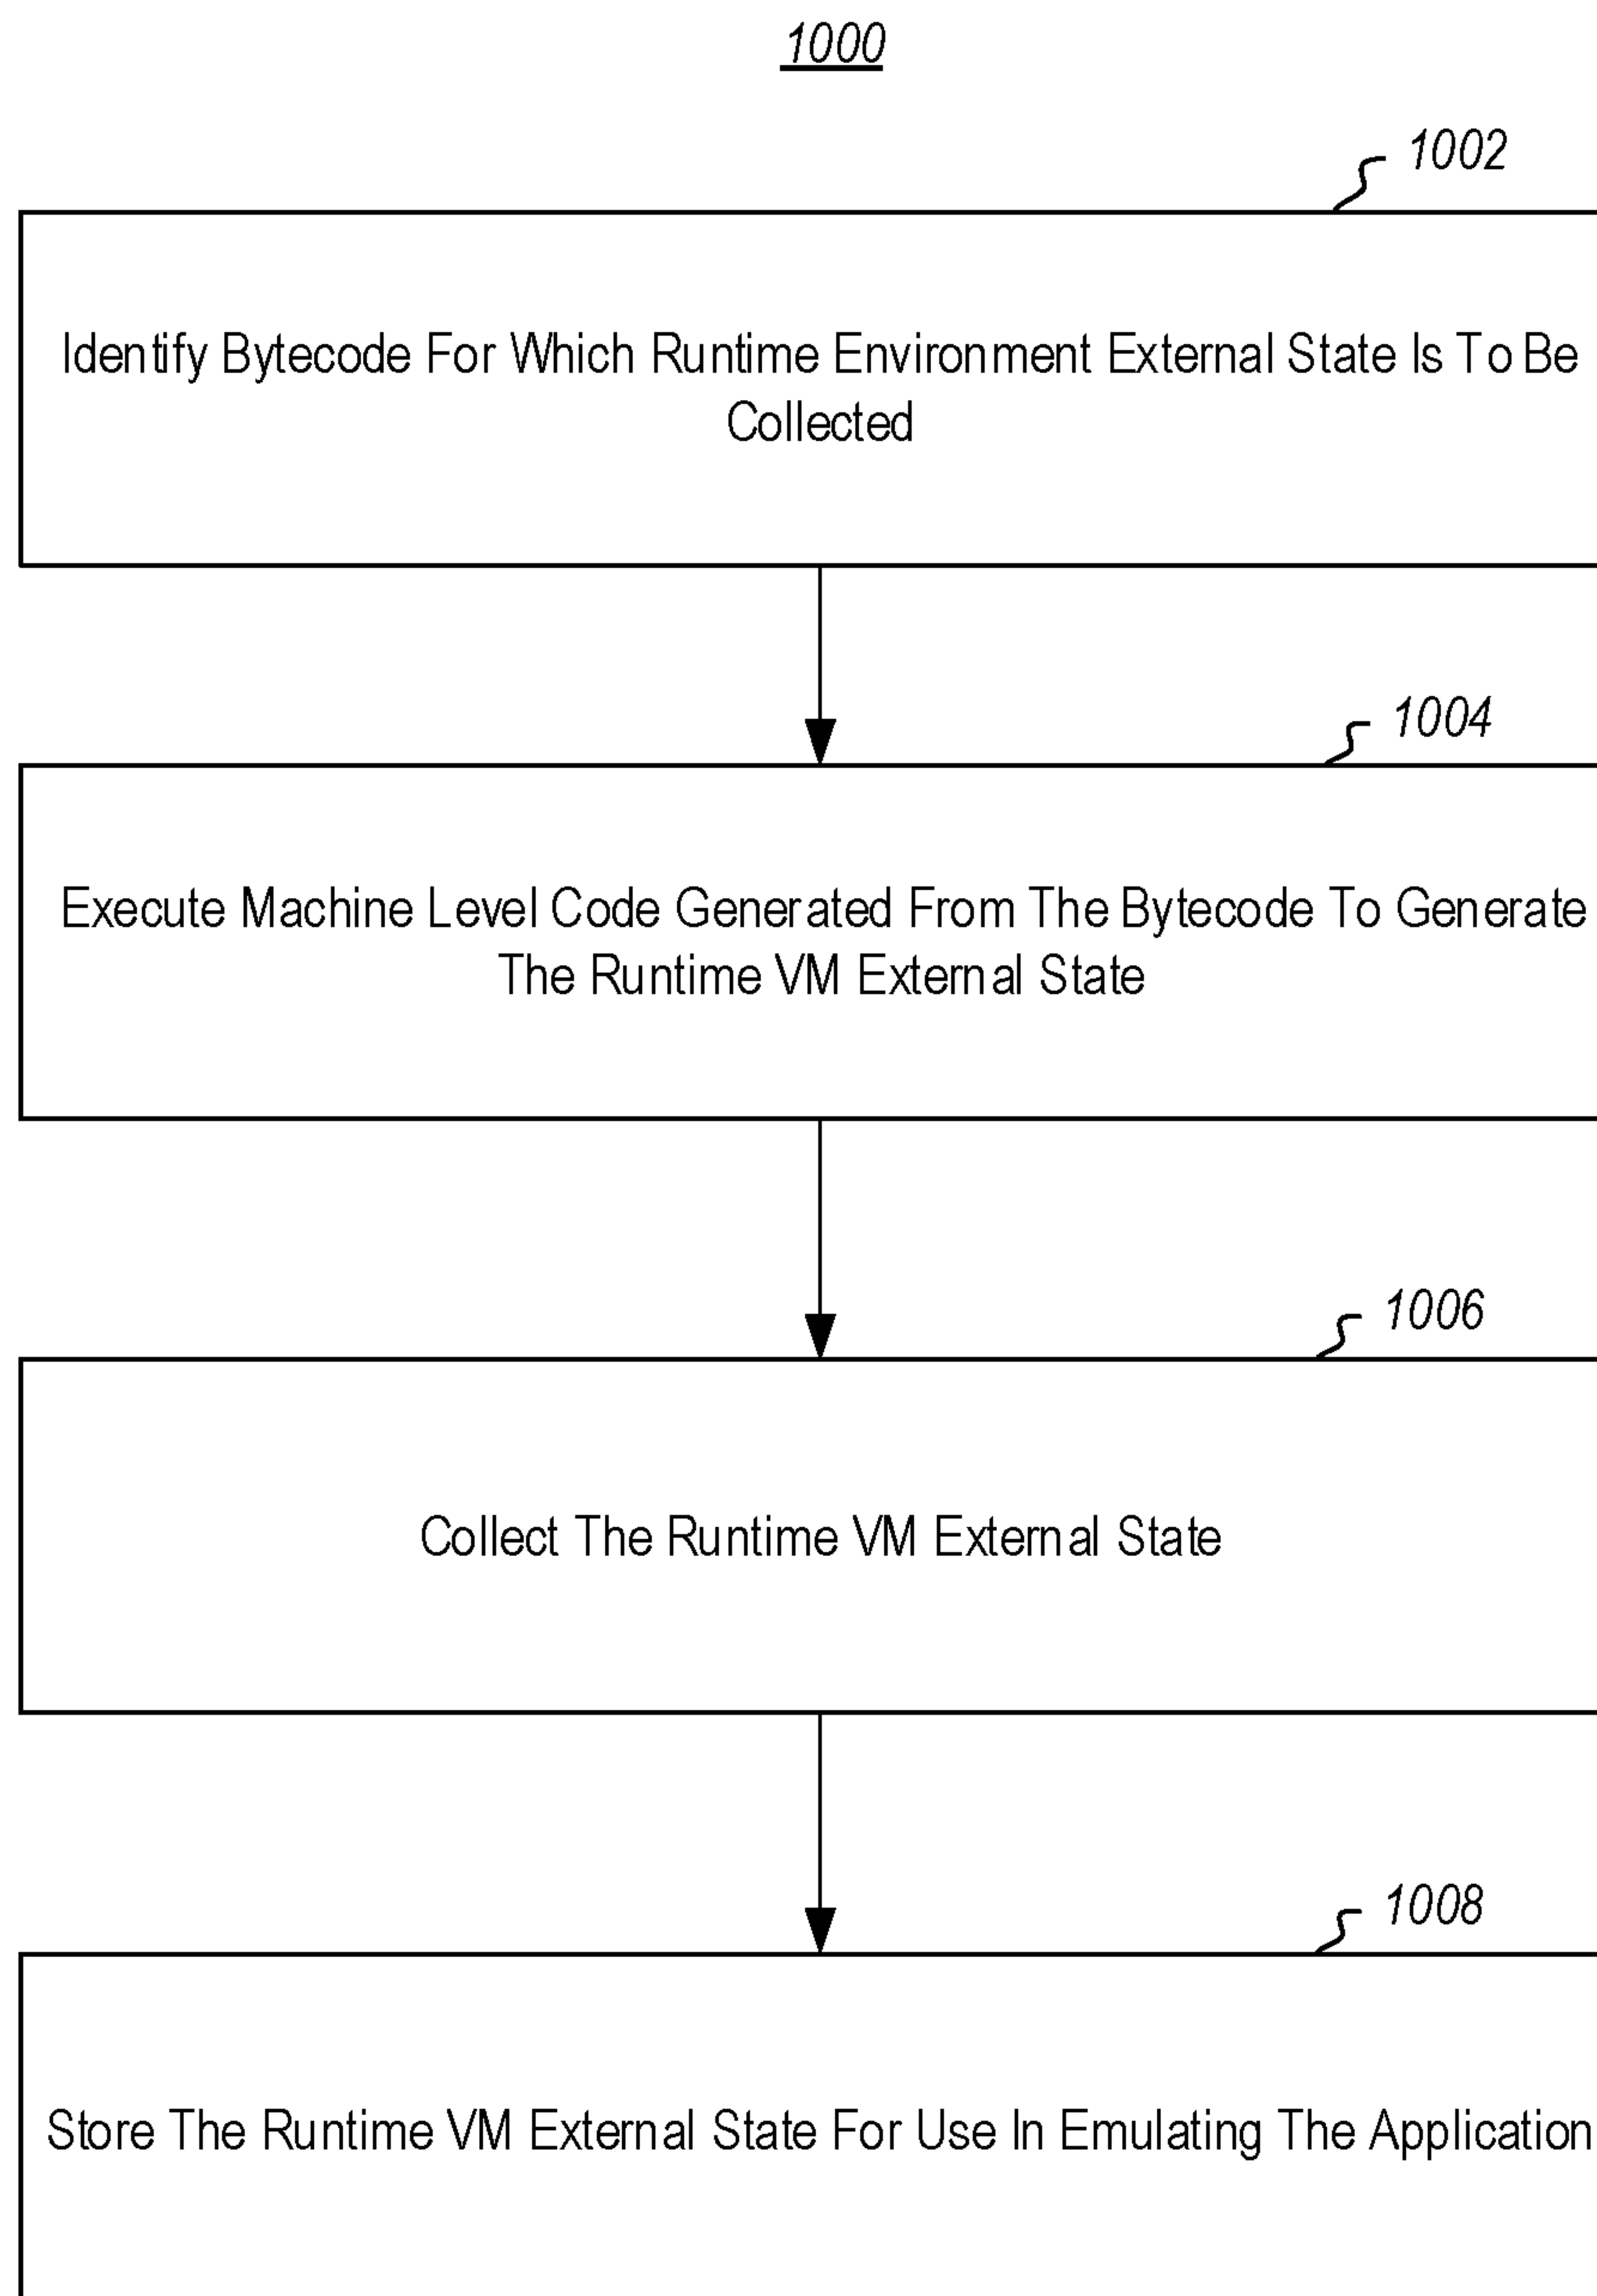 1000
1002
Identify Bytecode For Which Runtime Environment External State Is To Be
Collected
1004
Execute Machine Level Code Generated From The Bytecode To Generate
The Runtime VM External State
1006
Collect The Runtime VM External State
1008
Store The Runtime VM External State For Use In Emulating The Application